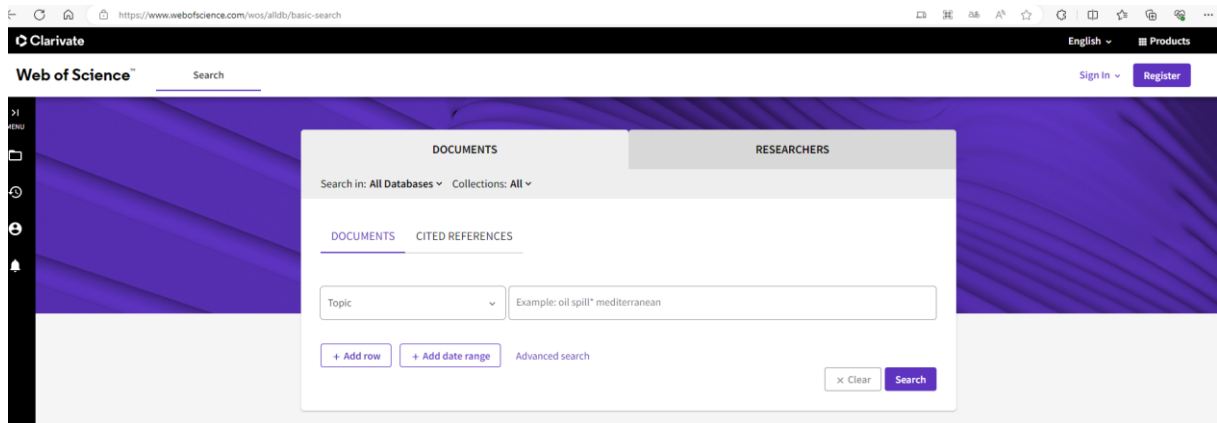 https://www.webofscience.com/wos/alldb/basic-search
Clarivate
English
Products
Web of Science™
Search
Sign In
Register
MENU
DOCUMENTS
RESEARCHERS
Search in: All Databases Collections: All
DOCUMENTS CITED REFERENCES
Topic
Example: oil spill* mediterranean
+ Add row
+ Add date range
Advanced search
× Clear
Search